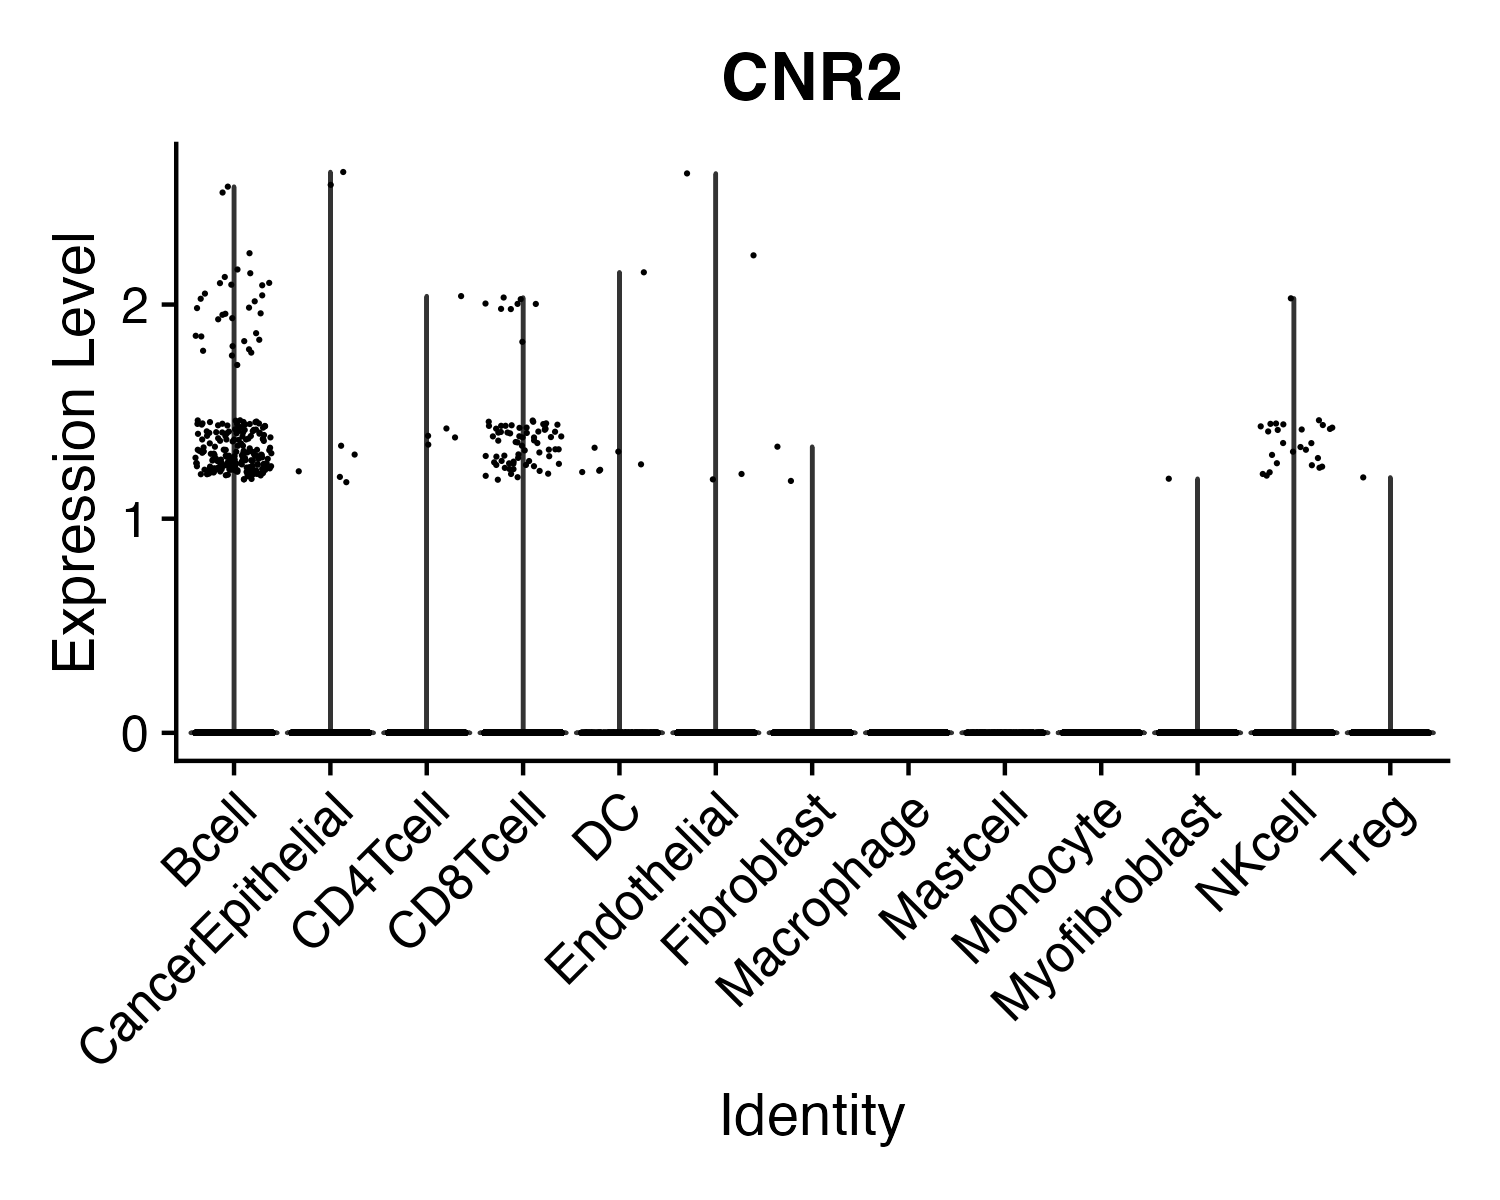 CNR2
Expression Level
2
1
0
Bcell
CancerEpithelial
CD4Tcell
CD8Tcell
DC
Endothelial
Fibroblast
Macrophage
Mastcell
Monocyte
Myofibroblast
NKcell
Treg
Identity